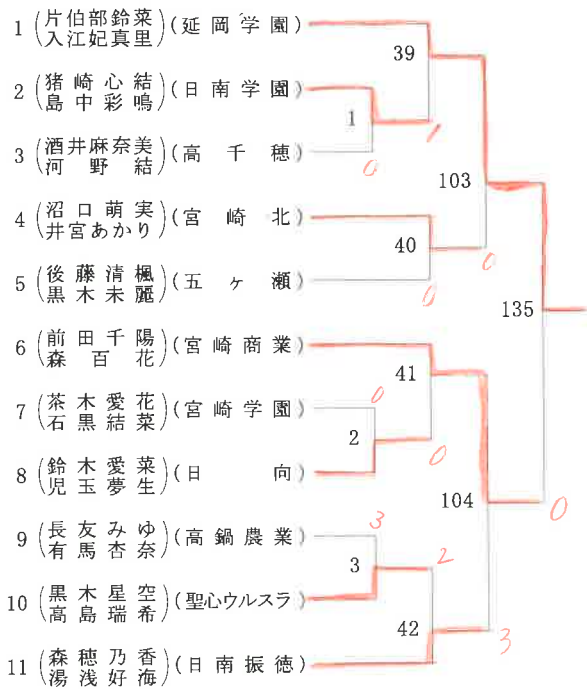 1 (片伯部鈴菜 入江妃真里) (延岡学園)
2 (猪崎心結 島中彩鳴) (日南学園)
3 (酒井麻奈美 河野結) (高千穂)
4 (沼口萌実 井宮あかり) (宮崎北)
5 (後藤清楓 黒木未麗) (五ヶ瀬)
6 (前田千陽 森百花) (宮崎商業)
7 (茶木愛花 石黒結菜) (宮崎学園)
8 (鈴木愛菜 児玉夢生) (日向)
9 (長友みゆ 有馬杏奈) (高鍋農業)
10 (黒木星空 高島瑞希) (聖心ウルスラ)
11 (森穂乃香 湯浅好海) (日南振徳)
39
1
1
0
103
40
0
0
135
41
0
2
0
104
0
3
2
3
42
3